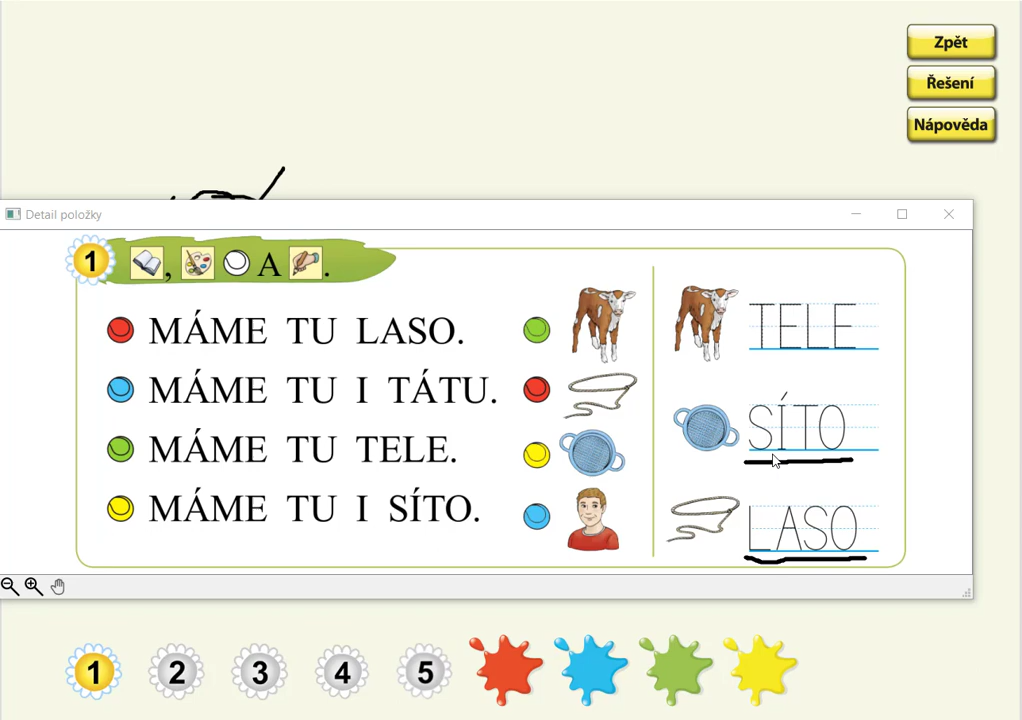 Zpět
Řešení
Nápověda
Detail položky
1 , A .
MÁME TU LASO.
MÁME TU I TÁTU.
MÁME TU TELE.
MÁME TU I SÍTO.
TELE
SÍTO
LASO
1 2 3 4 5